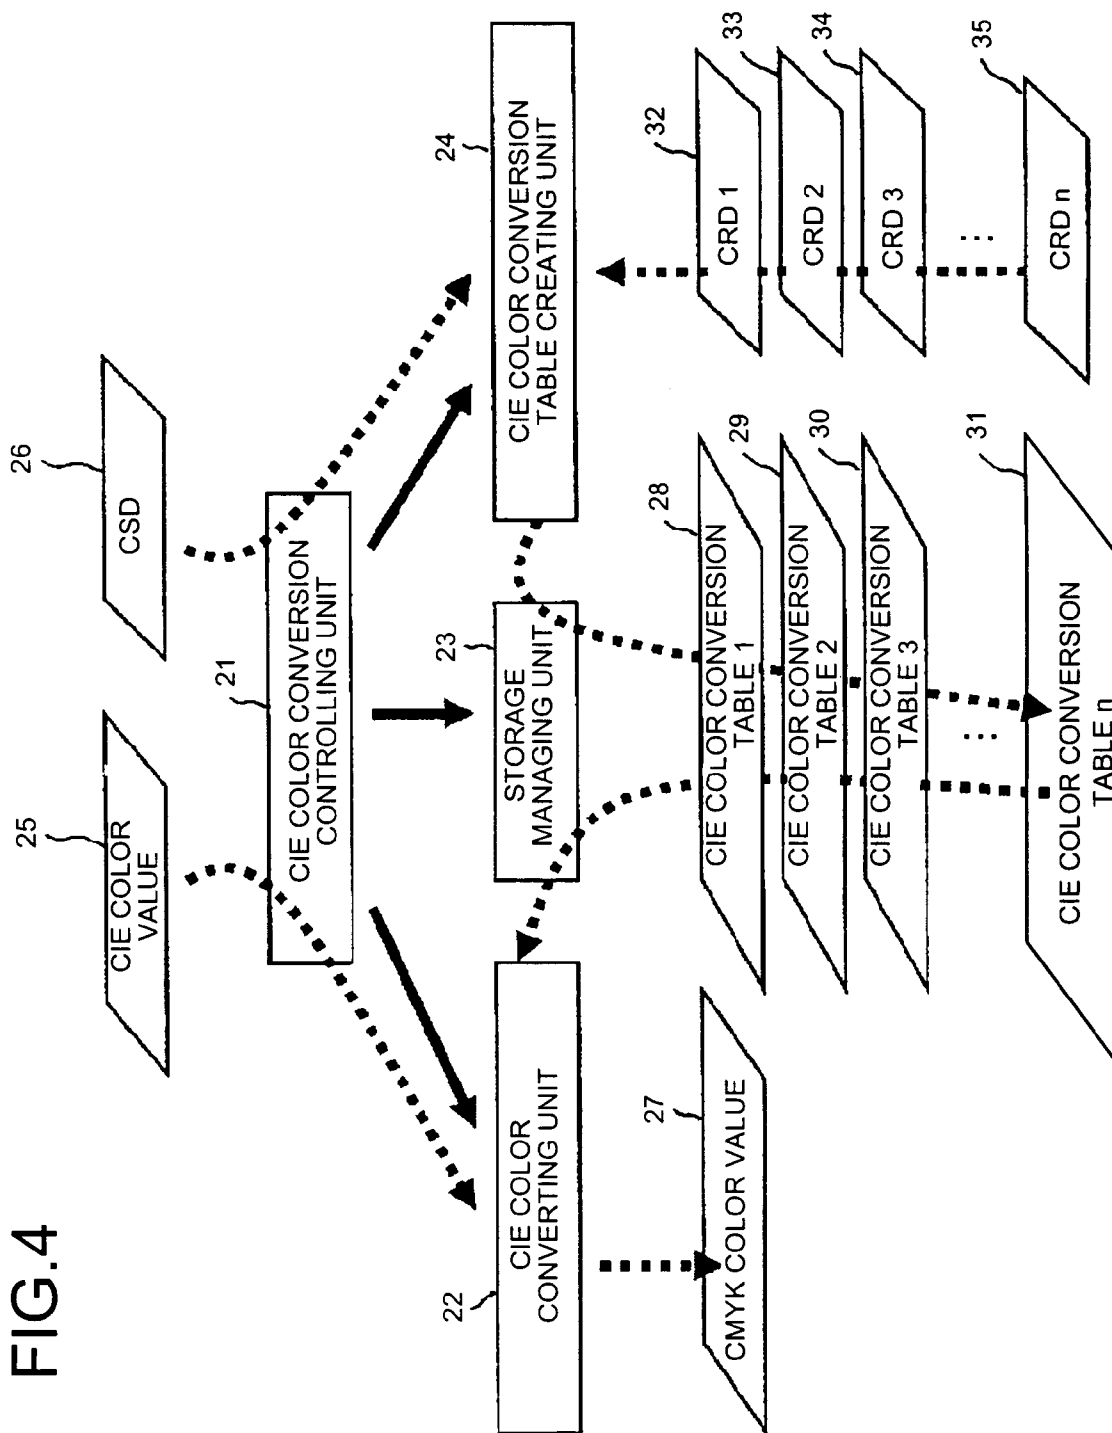 FIG.4
25
CIE COLOR
VALUE
26
CSD
21
CIE COLOR CONVERSION
CONTROLLING UNIT
22
CIE COLOR
CONVERTING UNIT
23
STORAGE
MANAGING UNIT
24
CIE COLOR CONVERSION
TABLE CREATING UNIT
27
CMYK COLOR VALUE
28
CIE COLOR CONVERSION
TABLE 1
29
CIE COLOR CONVERSION
TABLE 2
30
CIE COLOR CONVERSION
TABLE 3
...
31
CIE COLOR CONVERSION
TABLE n
32
CRD 1
33
CRD 2
34
CRD 3
...
35
CRD n